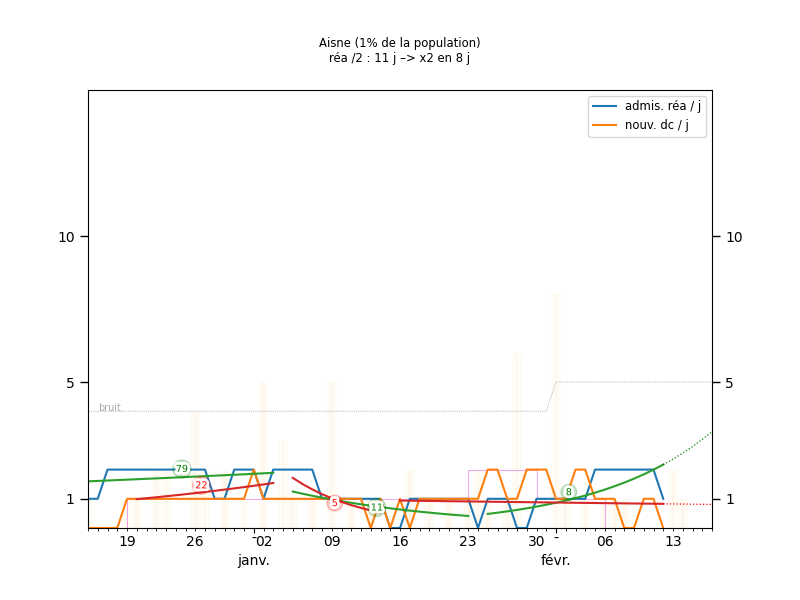 Aisne (1% de la population)
réa /2 : 11 j –> x2 en 8 j
admis. réa / j
nouv. dc / j
10
10
5
5
bruit
79
22
8
5
11
1
1
19
26
02
09
16
23
30
06
13
janv.
févr.